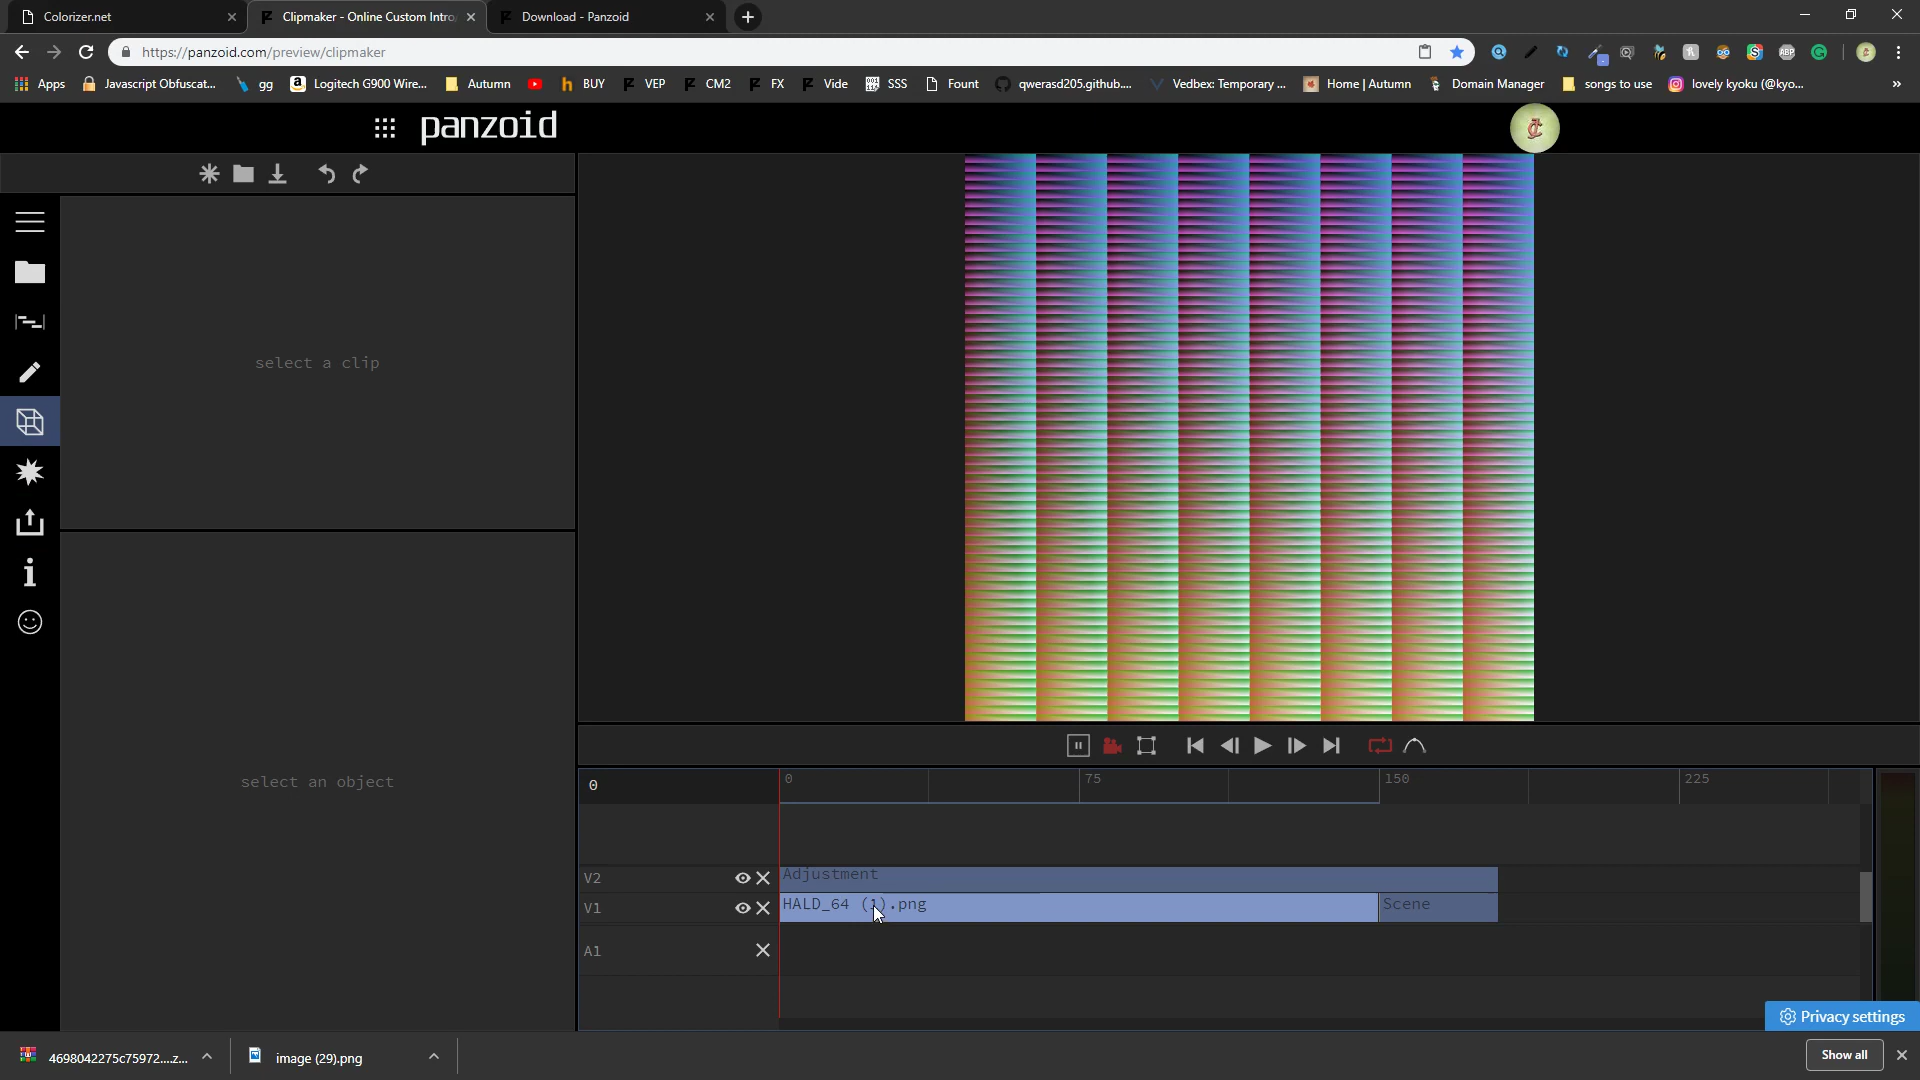 Colorizer.net
Clipmaker - Online Custom Intro
Download - Panzoid
https://panzoid.com/preview/clipmaker
Apps
Javascript Obfuscat...
gg
Logitech G900 Wire...
Autumn
BUY
VEP
CM2
FX
Vide
SSS
Fount
qwerasd205.github....
Vedbex: Temporary ...
Home | Autumn
Domain Manager
songs to use
lovely kyoku (@kyo...
»
panzoid
select a clip
select an object
0
0
75
150
225
V2
Adjustment
V1
HALD_64 (1).png
Scene
A1
Privacy settings
4698042275c75972....z...
image (29).png
Show all